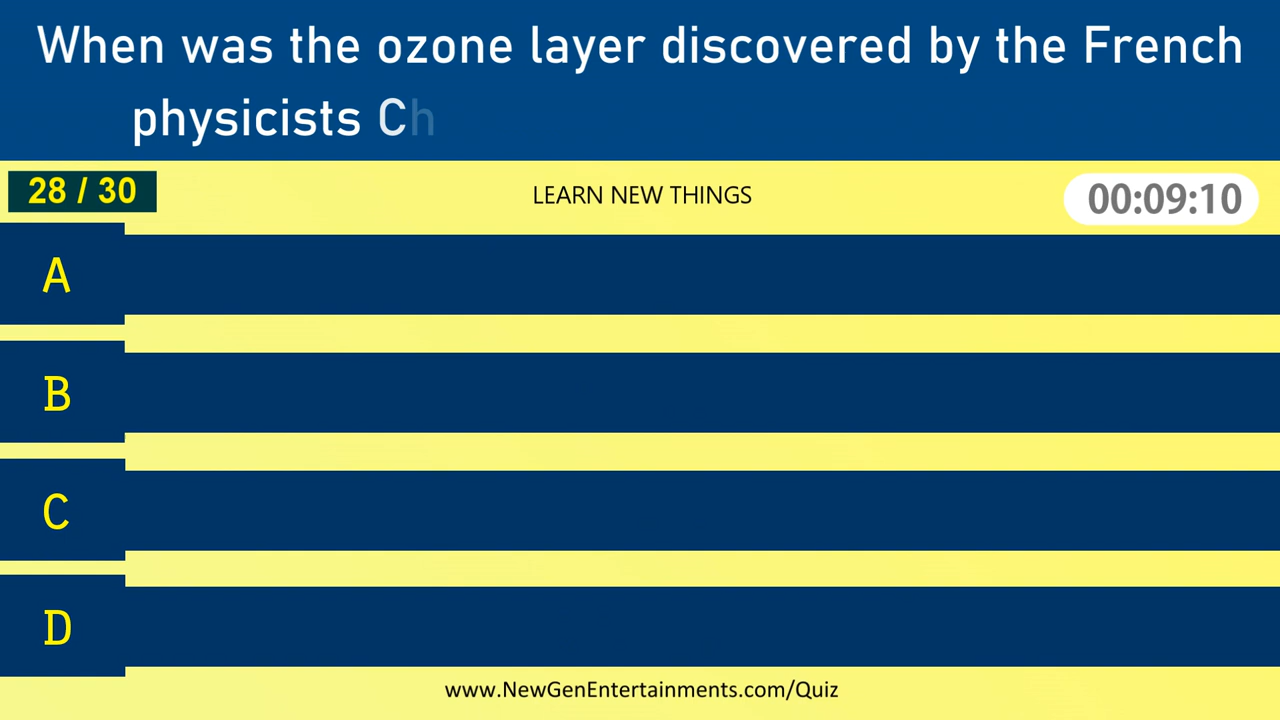 When was the ozone layer discovered by the French
physicists Ch
28 / 30
LEARN NEW THINGS
00:09:10
A
B
C
D
www.NewGenEntertainments.com/Quiz